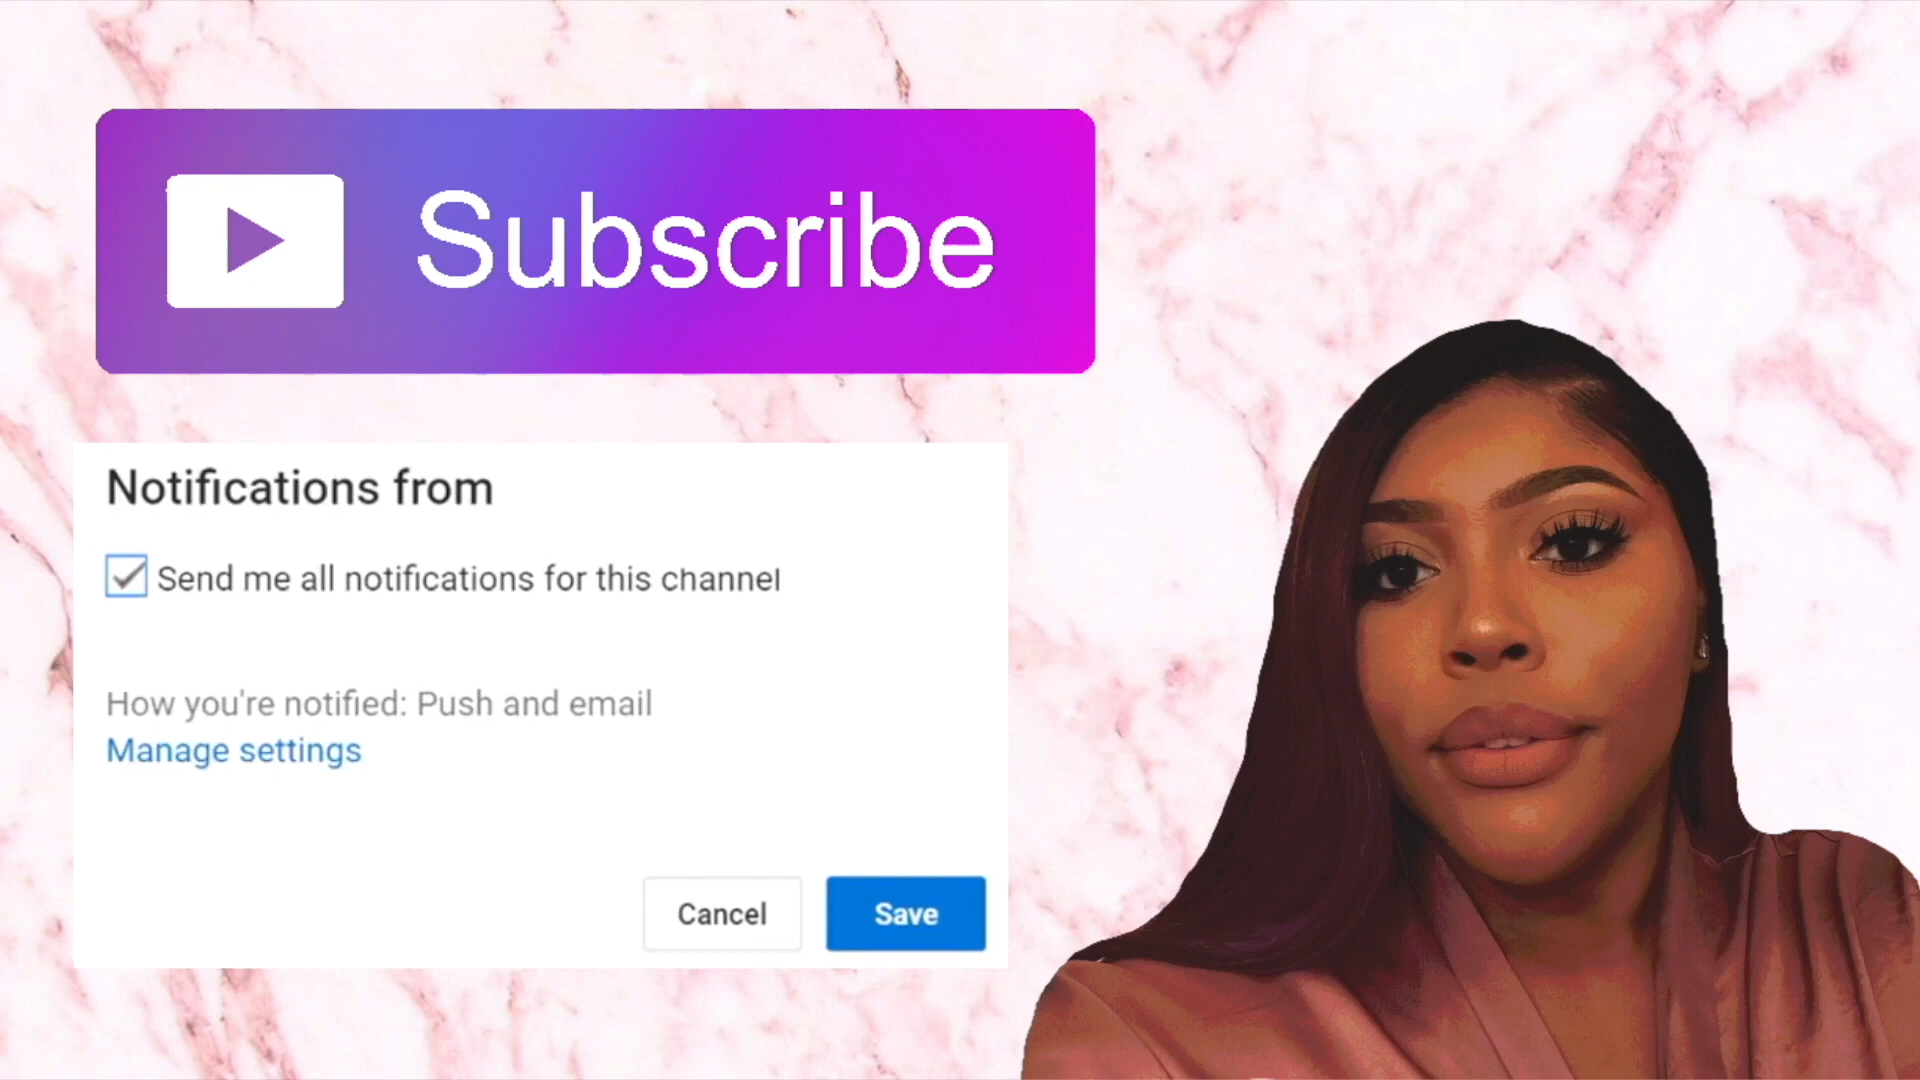 Subscribe
Notifications from
Send me all notifications for this channel
How you're notified: Push and email
Manage settings
Cancel
Save